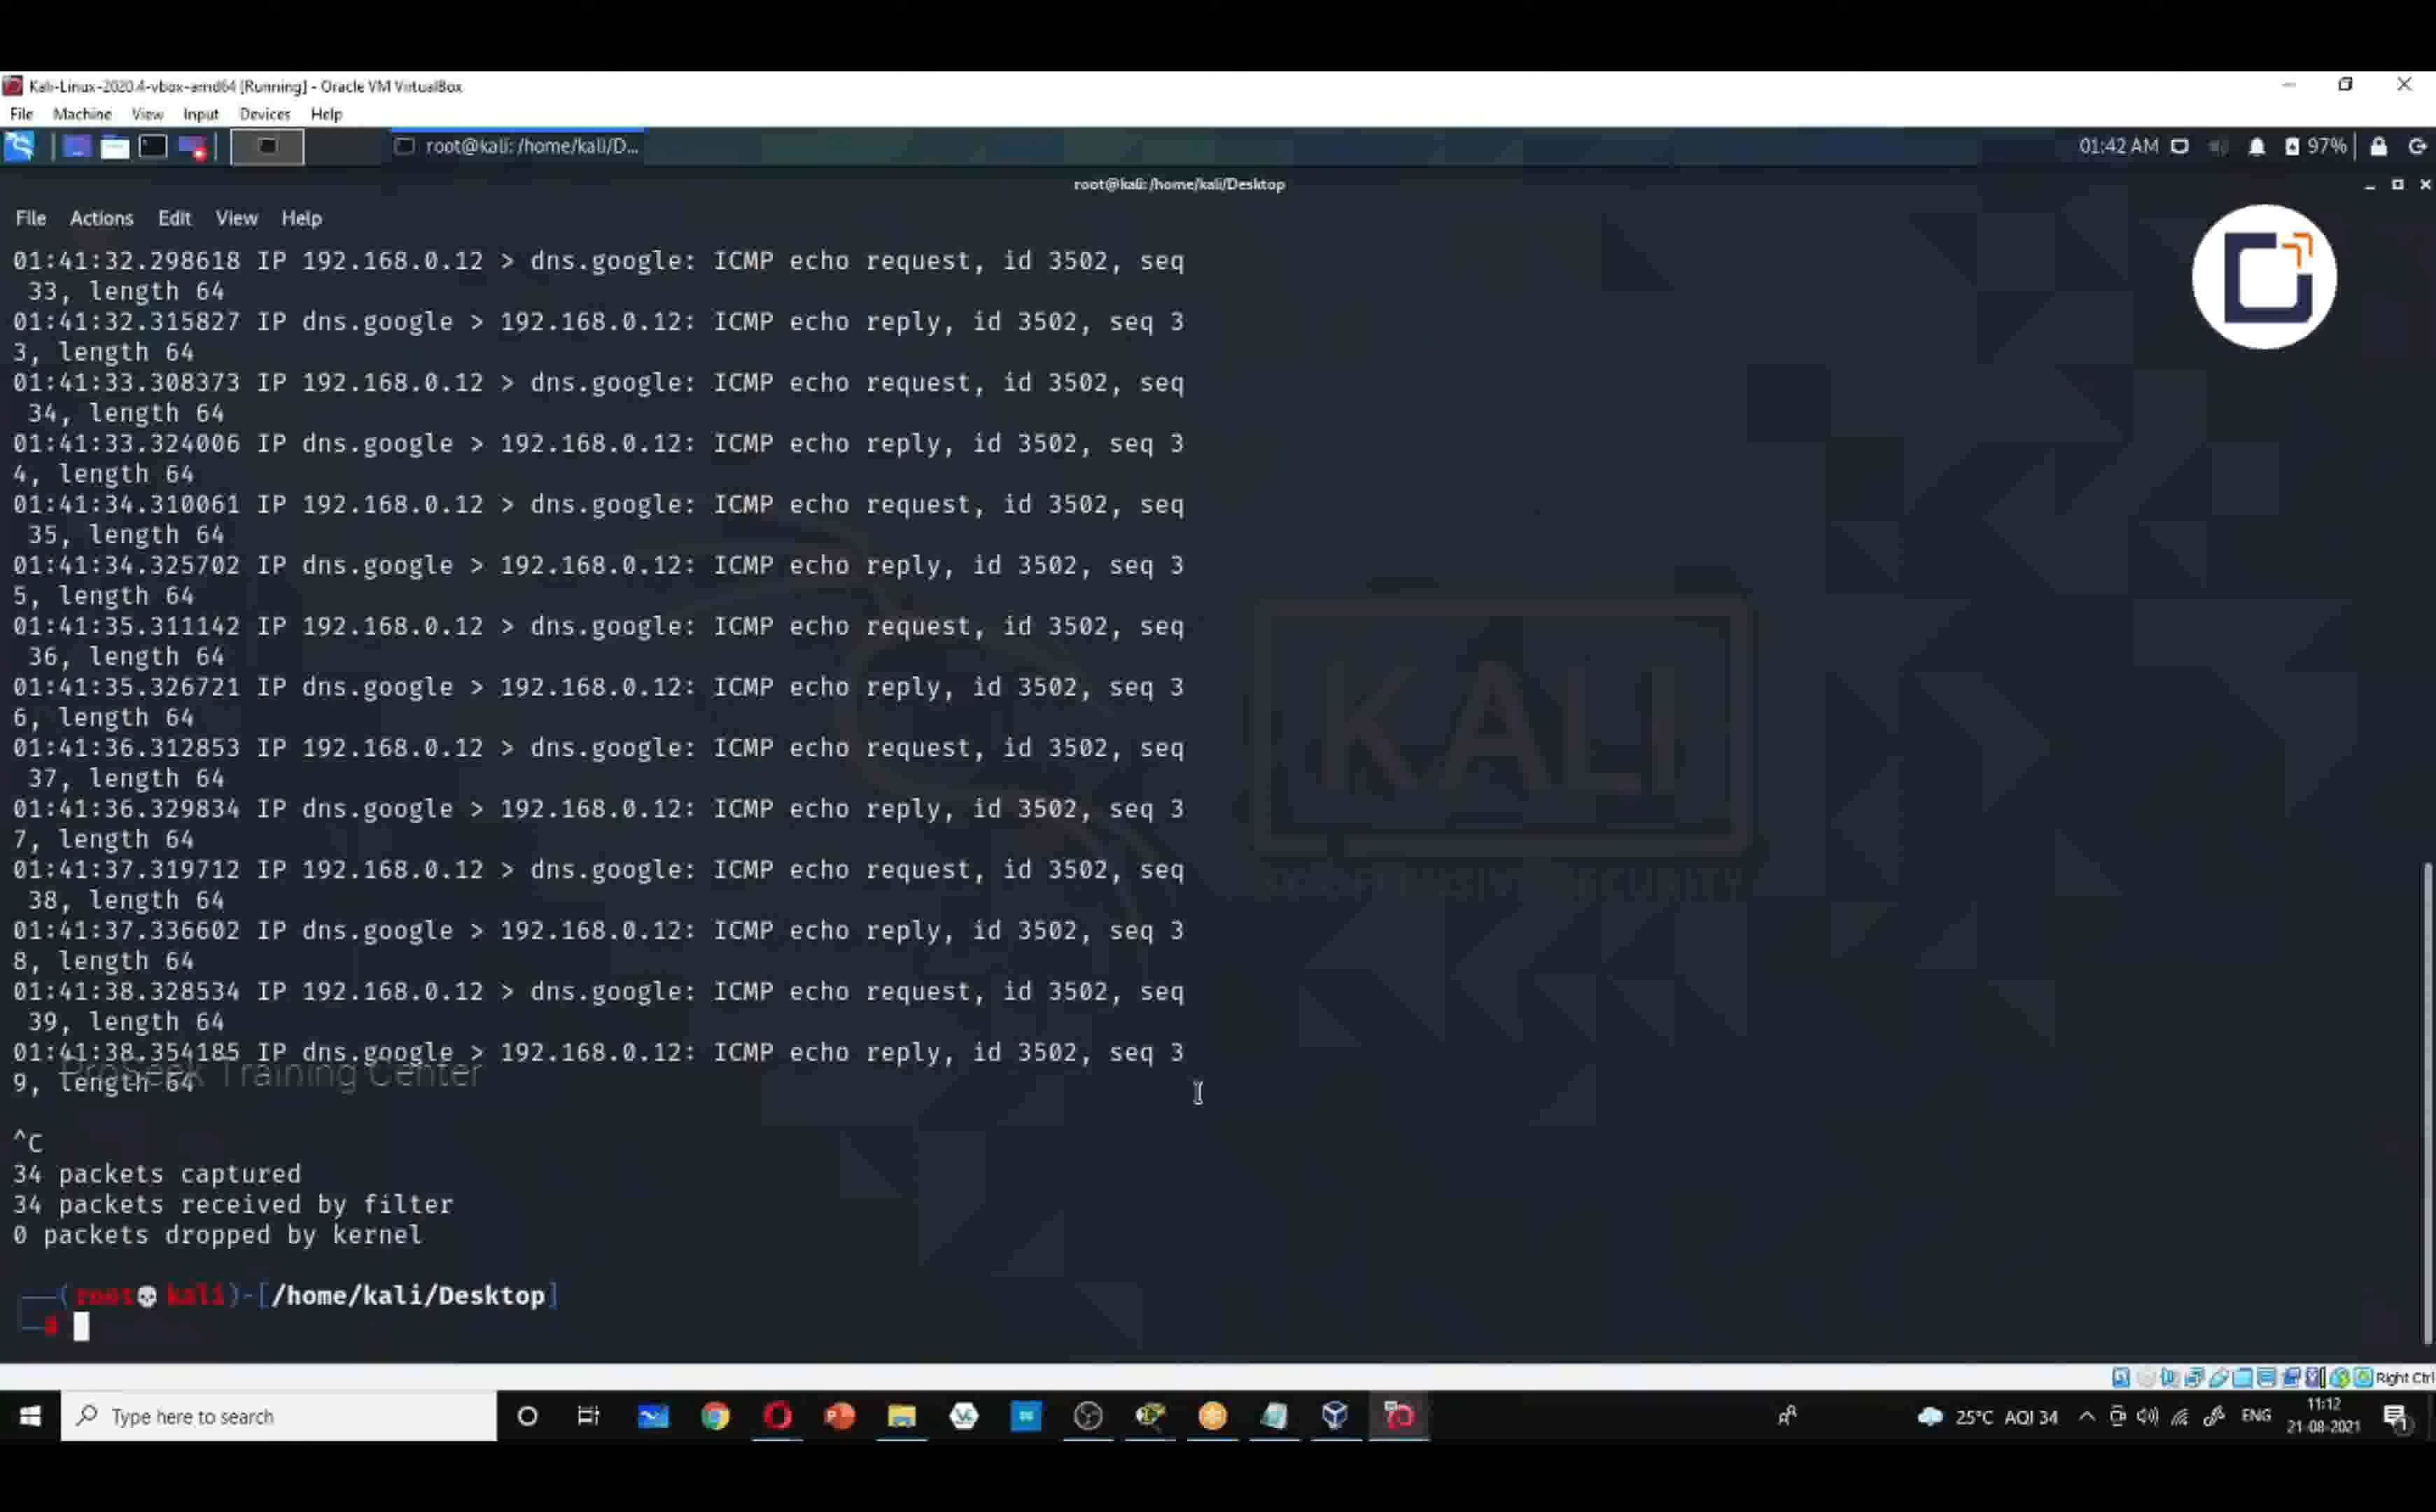 Kali-Linux-2020.4-vbox-amd64 [Running] - Oracle VM VirtualBox
File Machine View Input Devices Help
root@kali: /home/kali/D...
01:42 AM
97%
root@kali: /home/kali/Desktop
File Actions Edit View Help
01:41:32.298618 IP 192.168.0.12 > dns.google: ICMP echo request, id 3502, seq
33, length 64
01:41:32.315827 IP dns.google > 192.168.0.12: ICMP echo reply, id 3502, seq 3
3, length 64
01:41:33.308373 IP 192.168.0.12 > dns.google: ICMP echo request, id 3502, seq
34, length 64
01:41:33.324006 IP dns.google > 192.168.0.12: ICMP echo reply, id 3502, seq 3
4, length 64
01:41:34.310061 IP 192.168.0.12 > dns.google: ICMP echo request, id 3502, seq
35, length 64
01:41:34.325702 IP dns.google > 192.168.0.12: ICMP echo reply, id 3502, seq 3
5, length 64
01:41:35.311142 IP 192.168.0.12 > dns.google: ICMP echo request, id 3502, seq
36, length 64
01:41:35.326721 IP dns.google > 192.168.0.12: ICMP echo reply, id 3502, seq 3
6, length 64
01:41:36.312853 IP 192.168.0.12 > dns.google: ICMP echo request, id 3502, seq
37, length 64
01:41:36.329834 IP dns.google > 192.168.0.12: ICMP echo reply, id 3502, seq 3
7, length 64
01:41:37.319712 IP 192.168.0.12 > dns.google: ICMP echo request, id 3502, seq
38, length 64
01:41:37.336602 IP dns.google > 192.168.0.12: ICMP echo reply, id 3502, seq 3
8, length 64
01:41:38.328534 IP 192.168.0.12 > dns.google: ICMP echo request, id 3502, seq
39, length 64
01:41:38.354185 IP dns.google > 192.168.0.12: ICMP echo reply, id 3502, seq 3
9, length 64
ProSeek Training Center
KALI
^C
34 packets captured
34 packets received by filter
0 packets dropped by kernel
(root💀kali)-[/home/kali/Desktop]
#
Right Ctrl
Type here to search
25°C AQI 34
ENG
11:12
21-08-2021
1